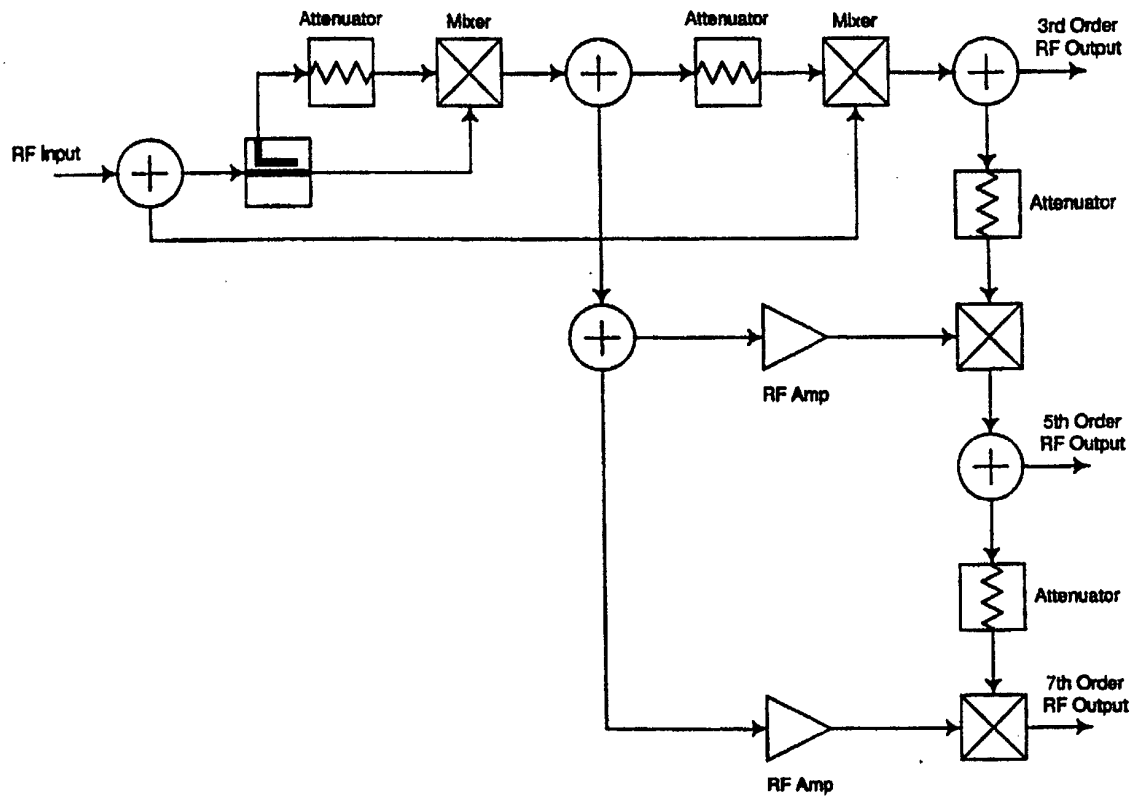 Attenuator
Mixer
Attenuator
Mixer
3rd Order
RF Output
RF Input
Attenuator
RF Amp
5th Order
RF Output
Attenuator
7th Order
RF Output
RF Amp